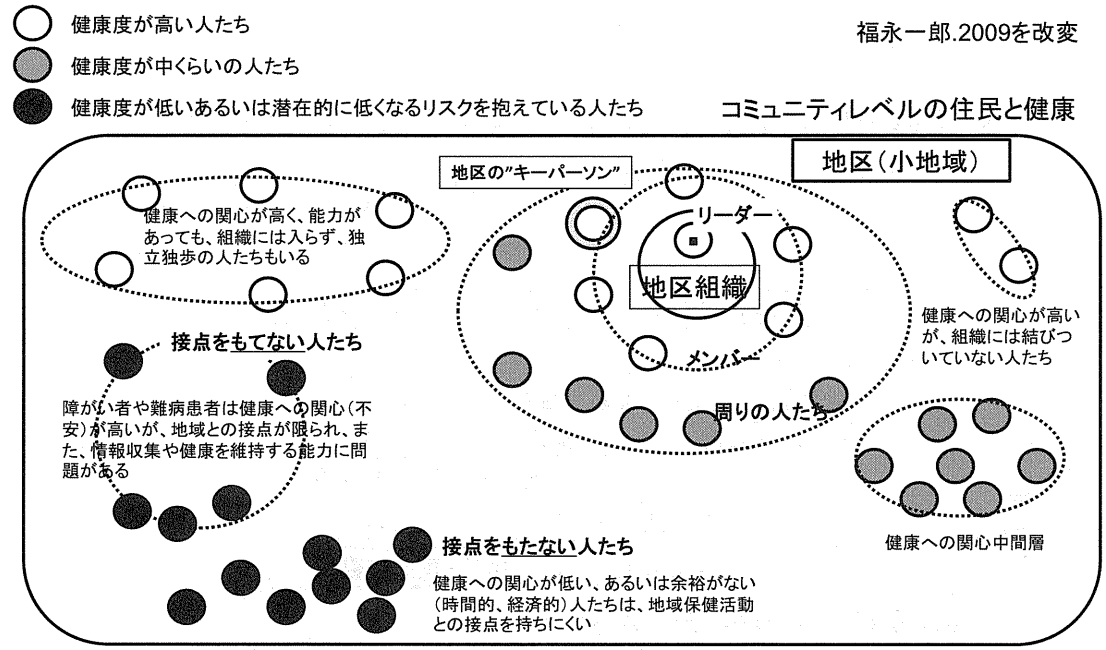 健康度が高い人たち
福永一郎.2009を改変
健康度が中くらいの人たち
健康度が低いあるいは潜在的に低くなるリスクを抱えている人たち
コミュニティレベルの住民と健康
地区(小地域)
地区の”キーパーソン”
健康への関心が高く、能力が
あっても、組織には入らず、独
立独歩の人たちもいる
リーダー
地区組織
メンバー
周りの人たち
健康への関心が高い
が、組織には結びつ
いていない人たち
接点をもてない人たち
障がい者や難病患者は健康への関心(不
安)が高いが、地域との接点が限られ、ま
た、情報収集や健康を維持する能力に問
題がある
健康への関心中間層
接点をもたない人たち
健康への関心が低い、あるいは余裕がない
(時間的、経済的)人たちは、地域保健活動
との接点を持ちにくい